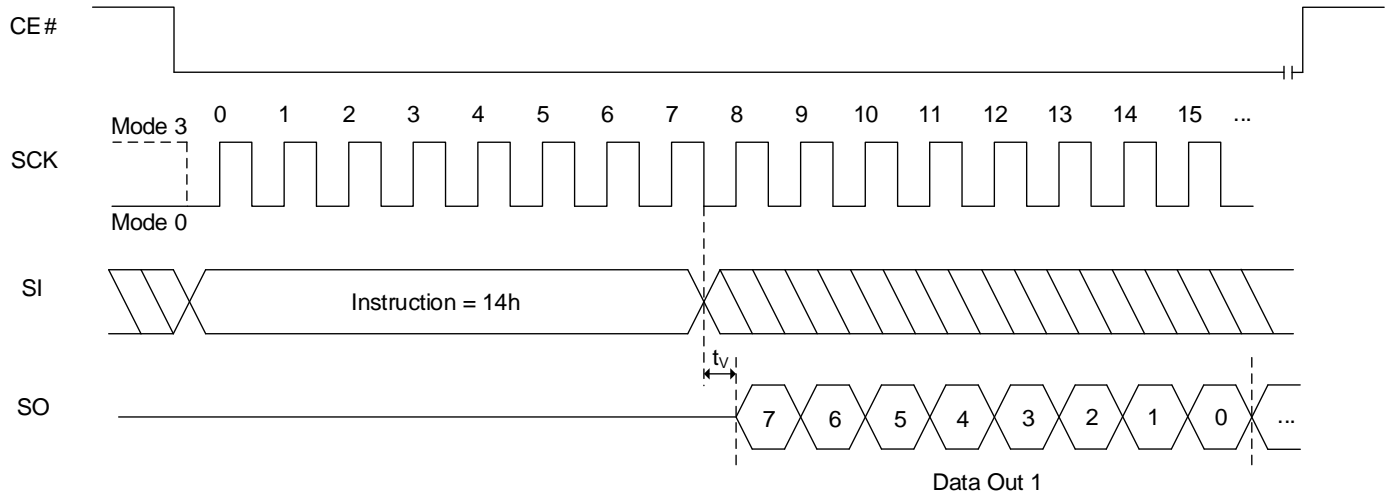 CE#
0 1 2 3 4 5 6 7 8 9 10 11 12 13 14 15 ...
Mode 3
SCK
Mode 0
SI
Instruction = 14h
tV
SO
7 6 5 4 3 2 1 0 ...
Data Out 1